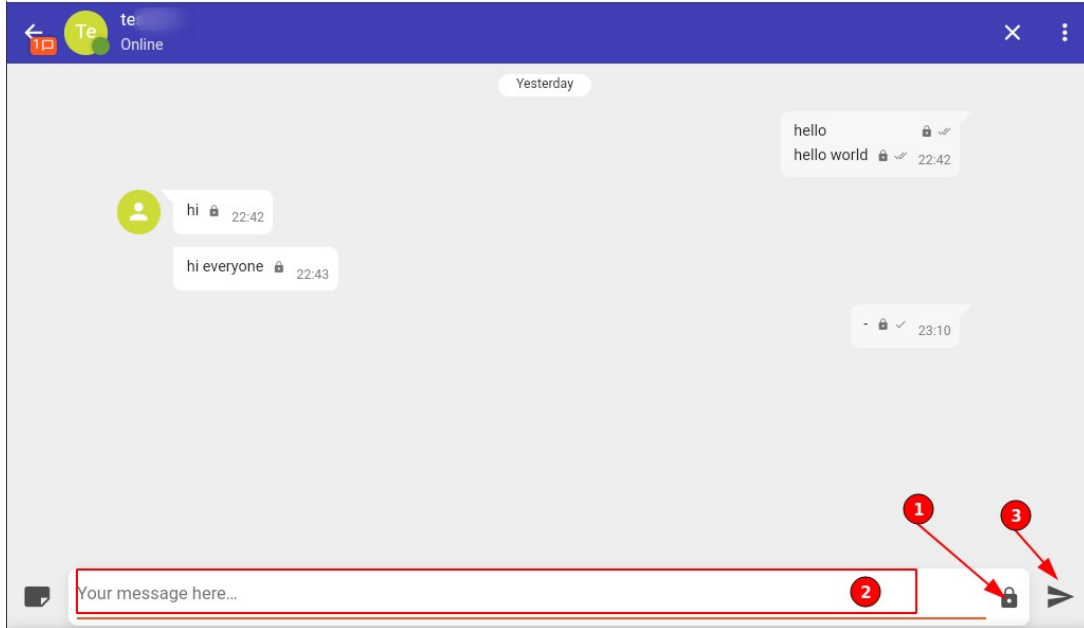 Te
Online
1
Yesterday
hello
hello world 22:42
hi 22:42
hi everyone 22:43
- 23:10
1
3
Your message here...
2